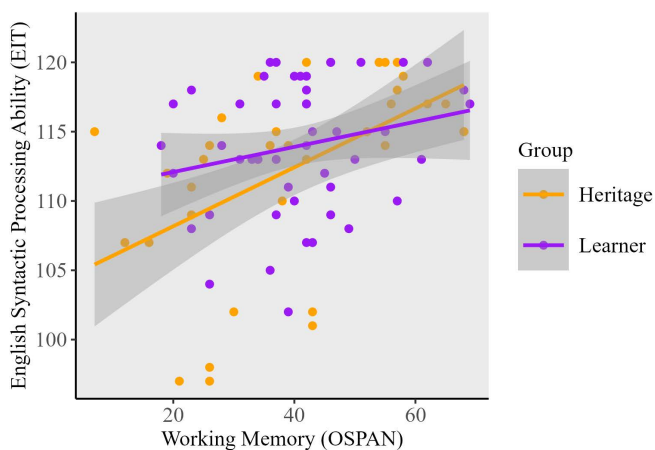 English Syntactic Processing Ability (EIT)
120
115
110
105
100
20
40
60
Working Memory (OSPAN)
Group
Heritage
Learner